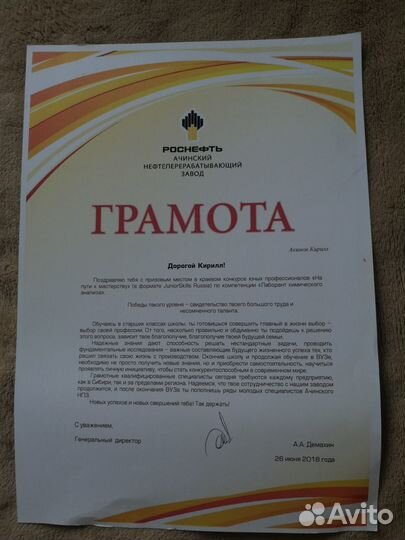 РОСНЕФТЬ
АЧИНСКИЙ
НЕФТЕПЕРЕРАБАТЫВАЮЩИЙ
ЗАВОД
ГРАМОТА
Акимов Кирилл
Дорогой Кирилл!
Поздравляю тебя с призовым местом в краевом конкурсе юных профессионалов «На
пути к мастерству» (в формате JuniorSkills Russia) по компетенции «Лаборант химического
анализа».
Победы такого уровня – свидетельство твоего большого труда и
несомненного таланта.
Обучаясь в старших классах школы, ты готовишься совершить главный в жизни выбор –
выбор своей профессии. От того, насколько правильно и обдуманно ты подойдешь к решению
этого вопроса, зависит твое благополучие, благополучие твоей будущей семьи.
Надежные знания дают способность решать нестандартные задачи, проводить
фундаментальные исследования – важные составляющие будущего жизненного успеха тех, кто
решил связать свою жизнь с производством. Окончив школу и продолжая обучение в ВУЗе,
необходимо не просто получить новые знания, но и приобрести самостоятельность, научиться
проявлять личную инициативу, чтобы стать конкурентоспособным в современном мире.
Грамотные квалифицированные специалисты сегодня требуются каждому предприятию,
как в Сибири, так и за пределами региона. Надеемся, что твое сотрудничество с нашим заводом
продолжится, и после окончания ВУЗа ты пополнишь ряды молодых специалистов Ачинского
НПЗ.
Новых успехов и новых свершений тебе! Так держать!
С уважением,
Генеральный директор
А.А. Демахин
26 июня 2018 года
Avito